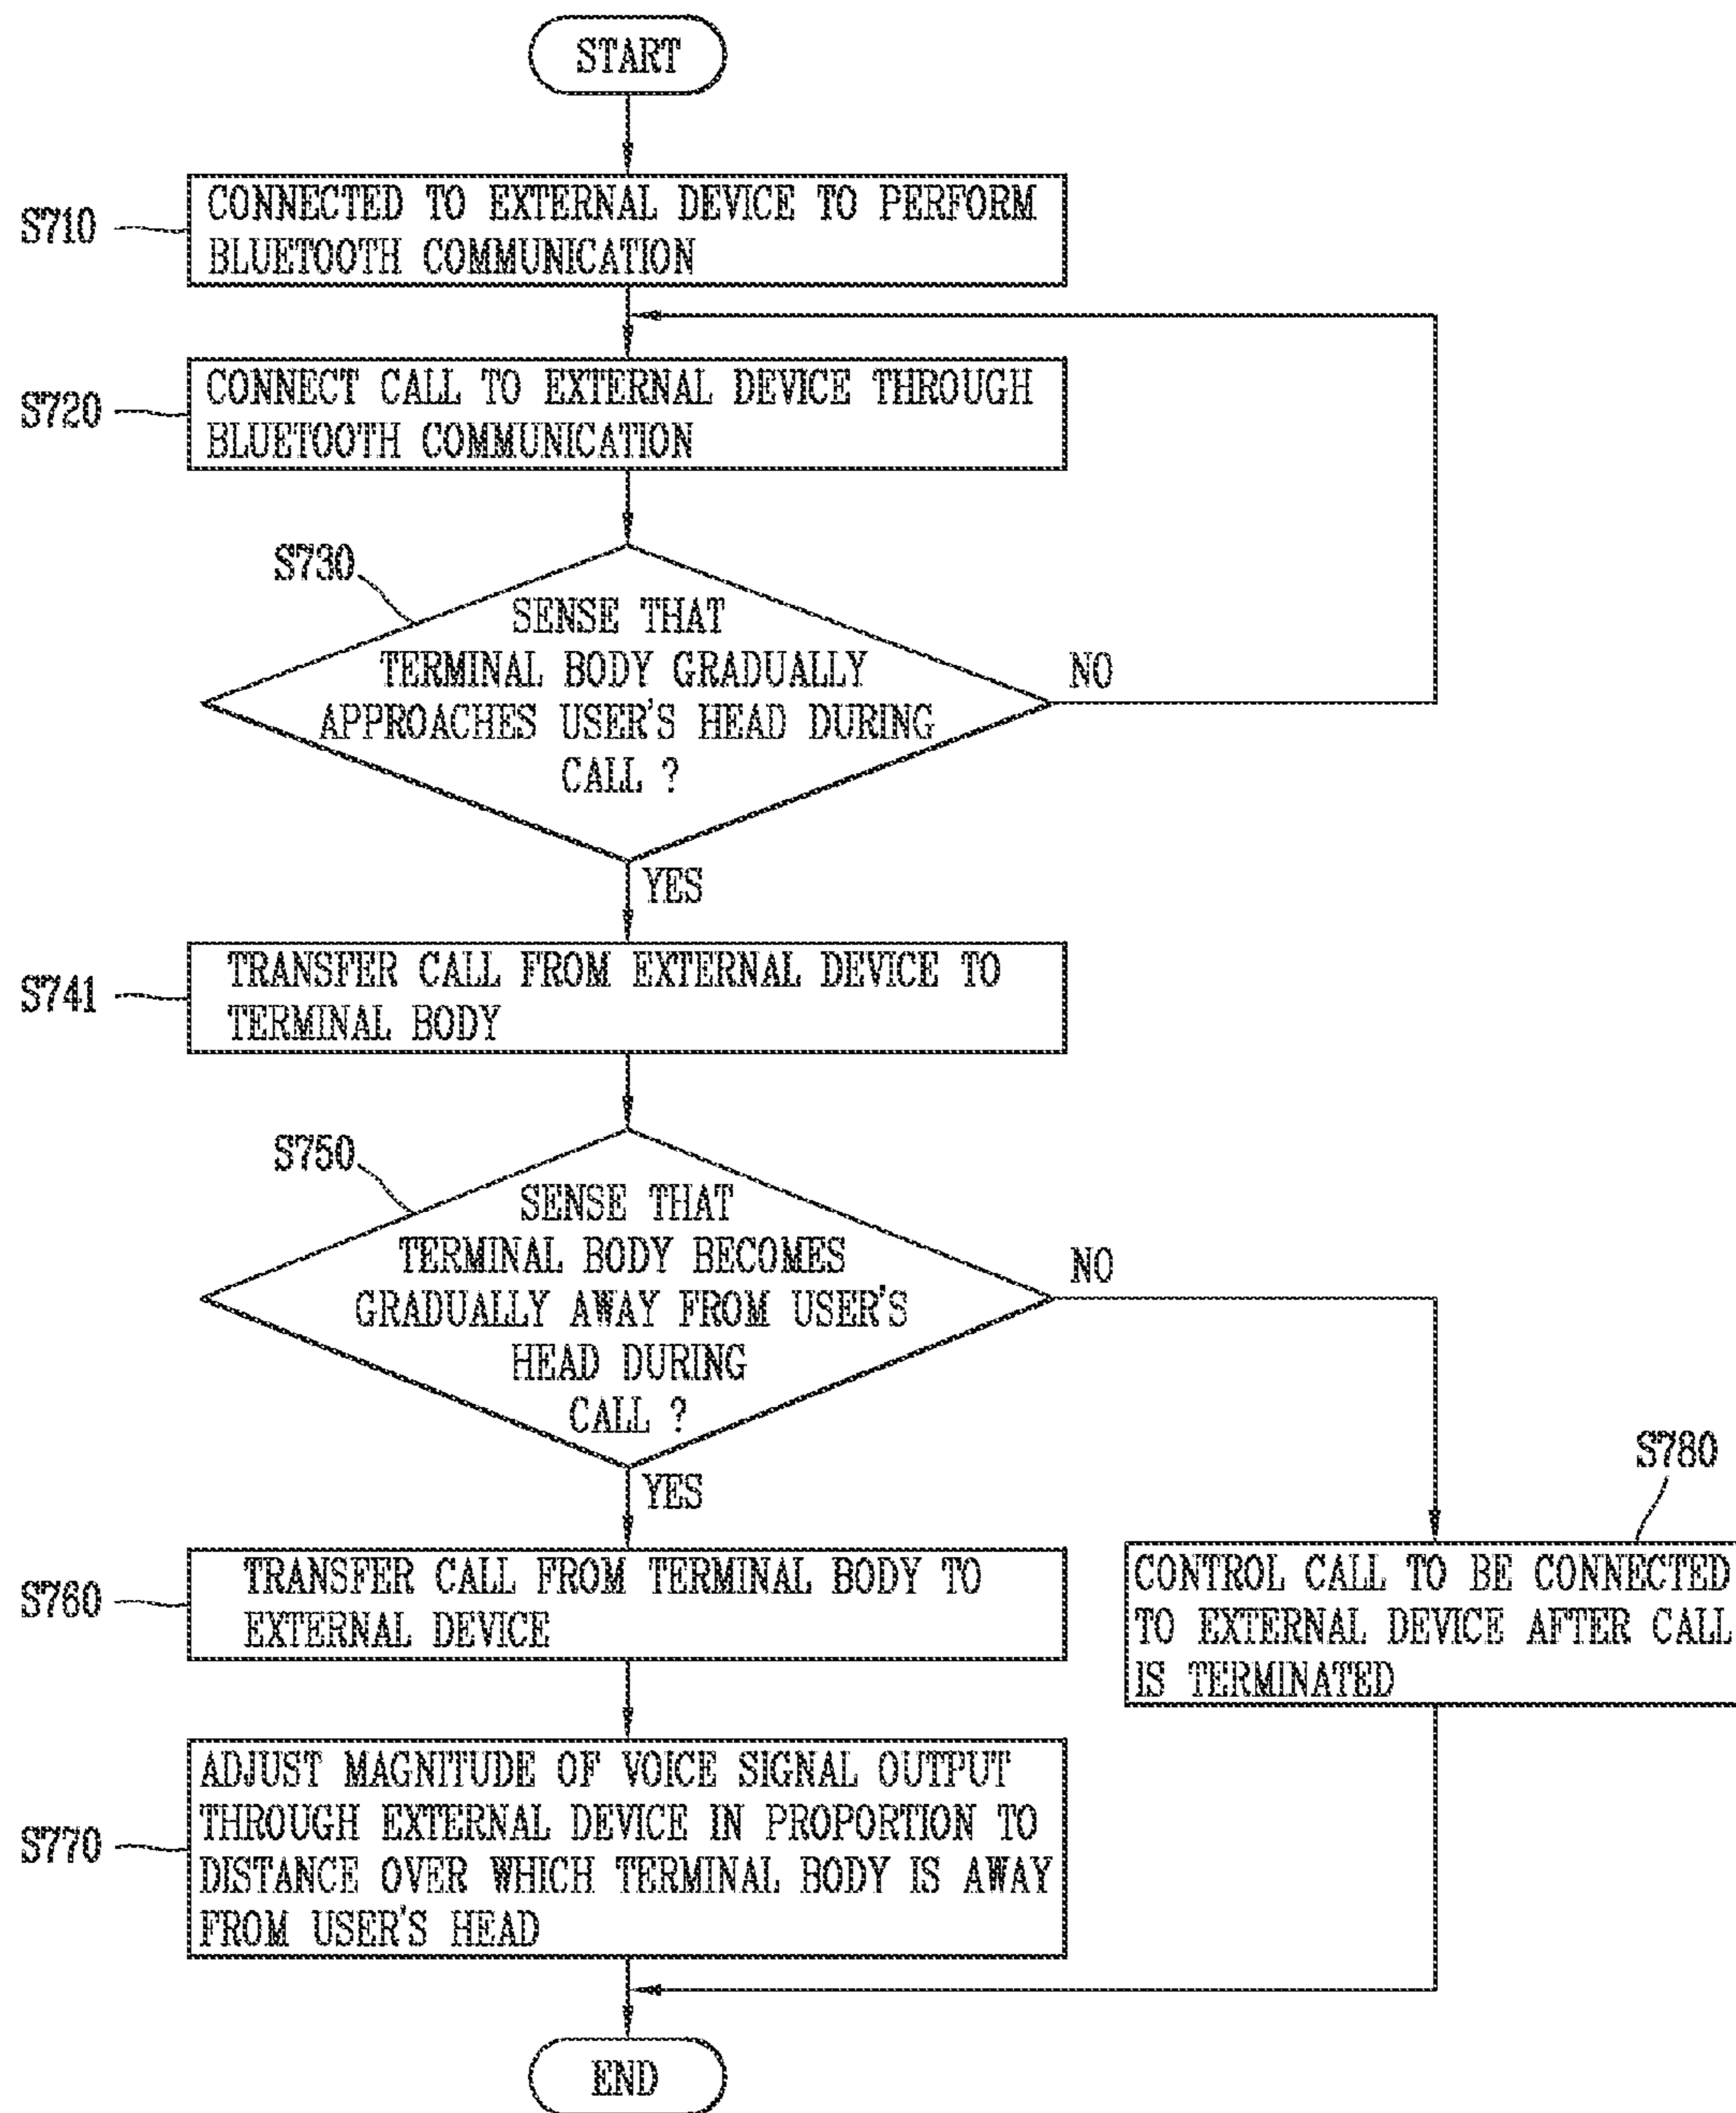 START
S710
CONNECTED TO EXTERNAL DEVICE TO PERFORM
BLUETOOTH COMMUNICATION
S720
CONNECT CALL TO EXTERNAL DEVICE THROUGH
BLUETOOTH COMMUNICATION
S730
SENSE THAT
TERMINAL BODY GRADUALLY
APPROACHES USER'S HEAD DURING
CALL ?
NO
YES
S741
TRANSFER CALL FROM EXTERNAL DEVICE TO
TERMINAL BODY
S750
SENSE THAT
TERMINAL BODY BECOMES
GRADUALLY AWAY FROM USER'S
HEAD DURING
CALL ?
NO
YES
S760
TRANSFER CALL FROM TERMINAL BODY TO
EXTERNAL DEVICE
S780
CONTROL CALL TO BE CONNECTED
TO EXTERNAL DEVICE AFTER CALL
IS TERMINATED
S770
ADJUST MAGNITUDE OF VOICE SIGNAL OUTPUT
THROUGH EXTERNAL DEVICE IN PROPORTION TO
DISTANCE OVER WHICH TERMINAL BODY IS AWAY
FROM USER'S HEAD
END